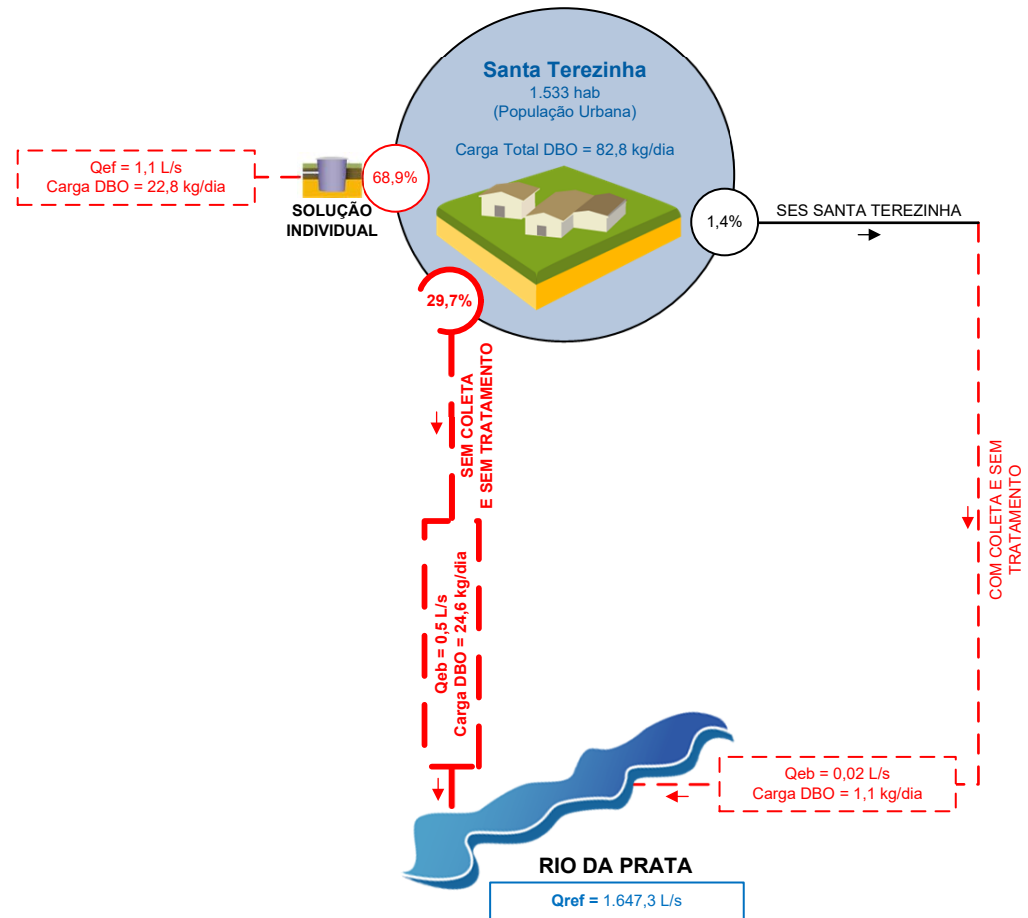 Santa Terezinha
1.533 hab
(População Urbana)
Carga Total DBO = 82,8 kg/dia
Qef = 1,1 L/s
Carga DBO = 22,8 kg/dia
68,9%
SOLUÇÃO
INDIVIDUAL
1,4%
SES SANTA TEREZINHA
29,7%
SEM COLETA
E SEM TRATAMENTO
COM COLETA E SEM
TRATAMENTO
Qeb = 0,5 L/s
Carga DBO = 24,6 kg/dia
Qeb = 0,02 L/s
Carga DBO = 1,1 kg/dia
RIO DA PRATA
Qref = 1.647,3 L/s